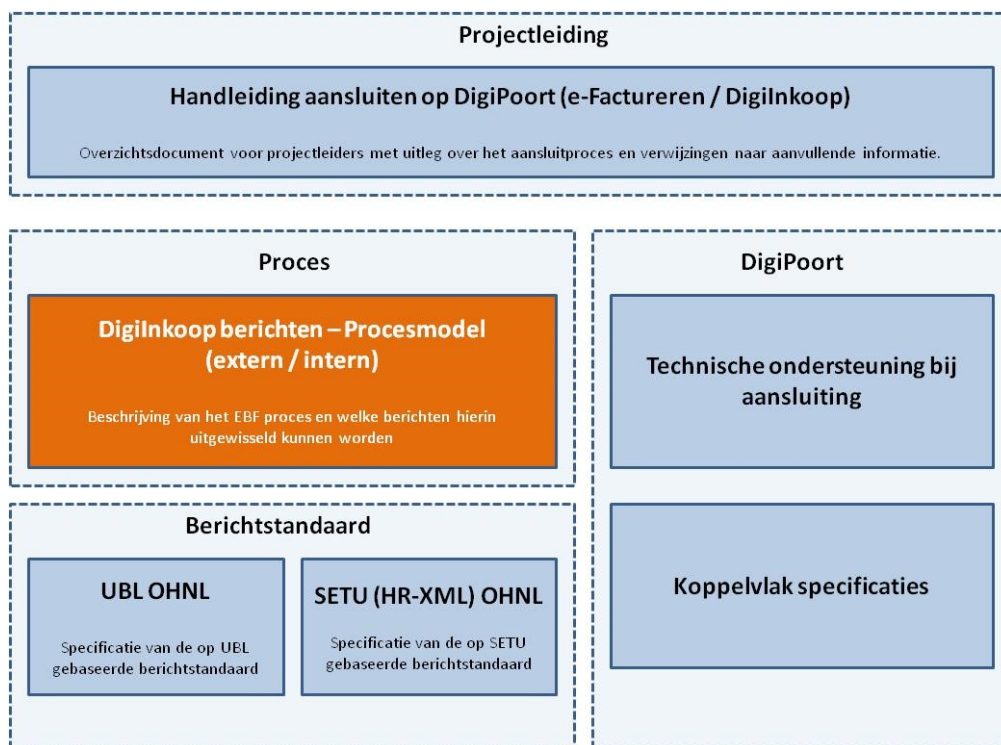 Projectleiding
Handleiding aansluiten op DigiPoort (e-Factureren / DigiInkoop)
Overzichtsdocument voor projectleiders met uitleg over het aansluitproces en verwijzingen naar aanvullende informatie.
Proces
DigiInkoop berichten – Procesmodel
(extern / intern)
Beschrijving van het EBF proces en welke berichten hierin
uitgewisseld kunnen worden
Berichtstandaard
UBL OHNL
Specificatie van de op UBL
gebaseerde berichtstandaard
SETU (HR-XML) OHNL
Specificatie van de op SETU
gebaseerde berichtstandaard
DigiPoort
Technische ondersteuning bij
aansluiting
Koppelvlak specificaties